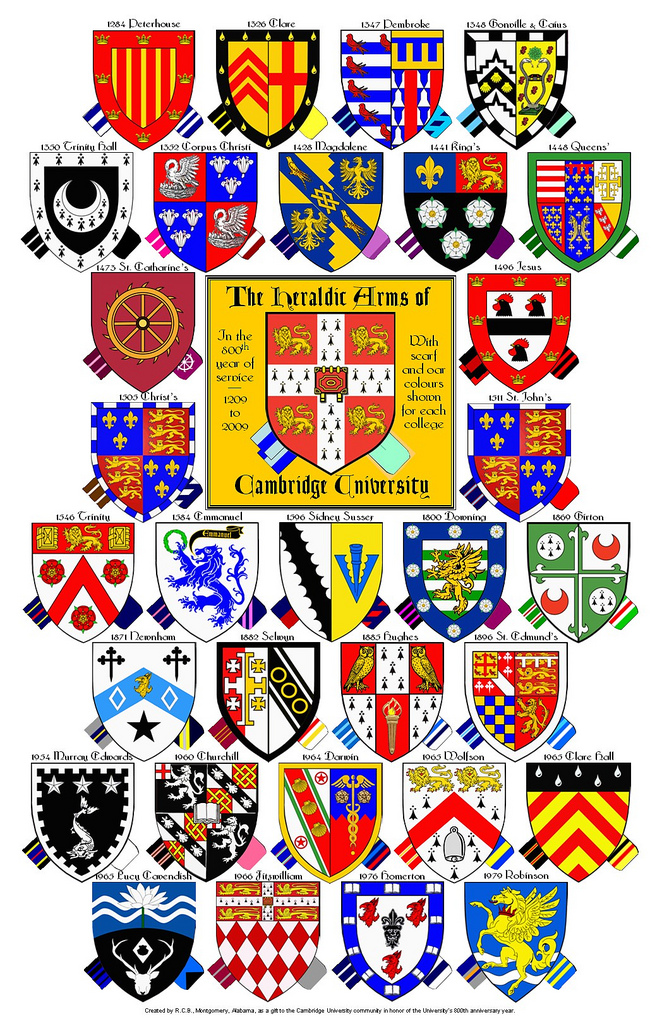 1284 Peterhouse
1326 Clare
1347 Pembroke
1348 Gonville & Caius
1350 Trinity Hall
1352 Corpus Christi
1428 Magdalene
1441 King's
1448 Queens'
1473 St. Catharine's
1496 Jesus
The Heraldic Arms of
In the
800th
year of
service
—
1209
to
2009
With
scarf
and oar
colours
shown
for each
college
Cambridge University
1505 Christ's
1511 St. John's
1546 Trinity
1584 Emmanuel
Emmanuel
1596 Sidney Sussex
1800 Downing
1869 Girton
1871 Newnham
1882 Selwyn
1885 Hughes
1896 St. Edmund's
1954 Murray Edwards
1960 Churchill
1964 Darwin
1965 Wolfson
1965 Clare Hall
1965 Lucy Cavendish
1966 Fitzwilliam
1976 Homerton
1979 Robinson
Created by R.C.B., Montgomery, Alabama, as a gift to the Cambridge University community in honor of the University's 800th anniversary year.